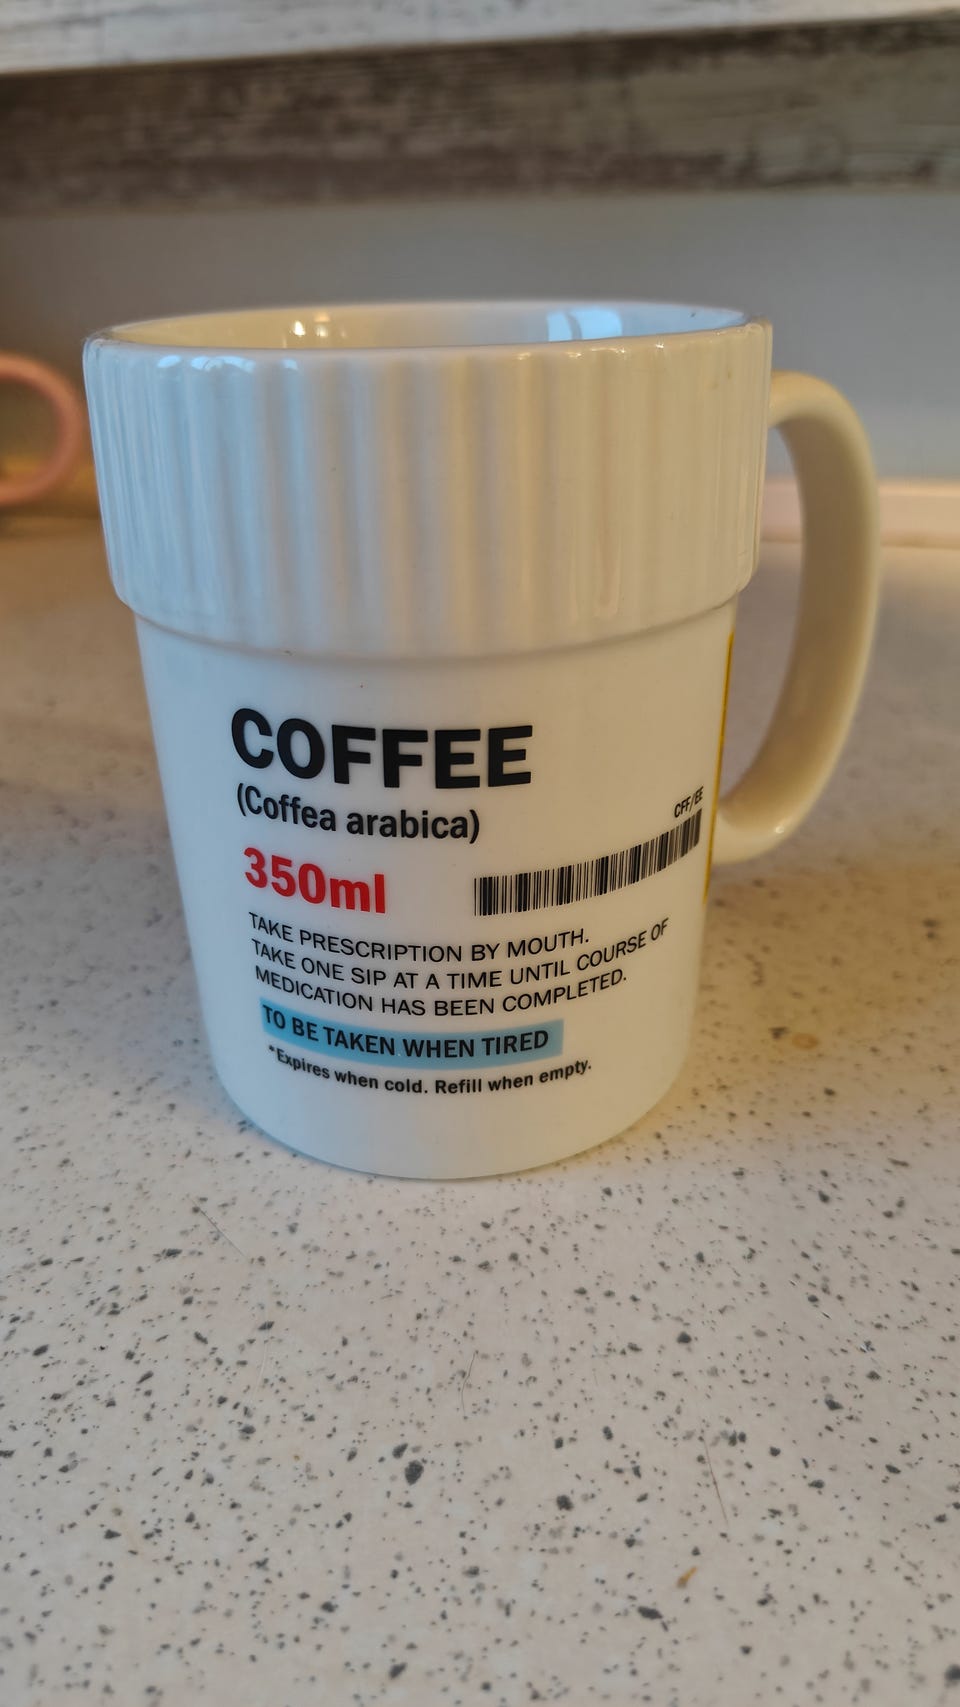 COFFEE
(Coffea arabica)
CFF/EE
350ml
TAKE PRESCRIPTION BY MOUTH.
TAKE ONE SIP AT A TIME UNTIL COURSE OF
MEDICATION HAS BEEN COMPLETED.
TO BE TAKEN WHEN TIRED
*Expires when cold. Refill when empty.